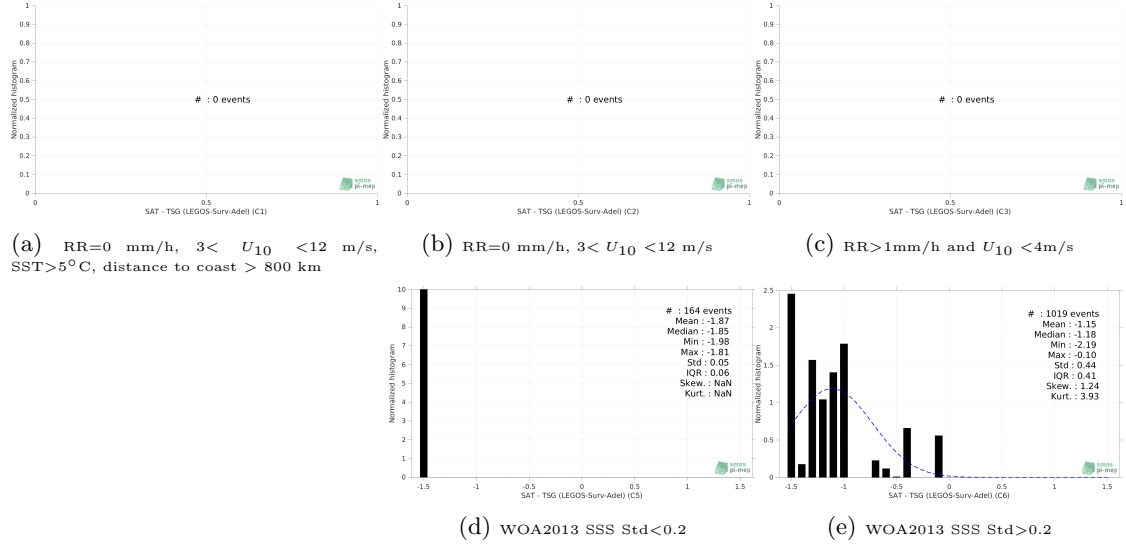 1
0.9
0.8
0.7
0.6
0.5
0.4
0.3
0.2
0.1
0
Normalized histogram
# : 0 events
smos
pi-mep
0 0.5 1
SAT - TSG (LEGOS-Surv-Adel) (C1)
1
0.9
0.8
0.7
0.6
0.5
0.4
0.3
0.2
0.1
0
Normalized histogram
# : 0 events
smos
pi-mep
0 0.5 1
SAT - TSG (LEGOS-Surv-Adel) (C2)
1
0.9
0.8
0.7
0.6
0.5
0.4
0.3
0.2
0.1
0
Normalized histogram
# : 0 events
smos
pi-mep
0 0.5 1
SAT - TSG (LEGOS-Surv-Adel) (C3)
(a) RR=0 mm/h, 3< U10 <12 m/s,
SST>5°C, distance to coast > 800 km
(b) RR=0 mm/h, 3< U10 <12 m/s
(c) RR>1mm/h and U10 <4m/s
10
9
8
7
6
5
4
3
2
1
0
Normalized histogram
# : 164 events
Mean : -1.87
Median : -1.85
Min : -1.98
Max : -1.81
Std : 0.05
IQR : 0.06
Skew. : NaN
Kurt. : NaN
smos
pi-mep
-1.5 -1 -0.5 0 0.5 1 1.5
SAT - TSG (LEGOS-Surv-Adel) (C5)
2.5
2
1.5
1
0.5
0
Normalized histogram
# : 1019 events
Mean : -1.15
Median : -1.18
Min : -2.19
Max : -0.10
Std : 0.44
IQR : 0.41
Skew. : 1.24
Kurt. : 3.93
smos
pi-mep
-1.5 -1 -0.5 0 0.5 1 1.5
SAT - TSG (LEGOS-Surv-Adel) (C6)
(d) WOA2013 SSS Std<0.2
(e) WOA2013 SSS Std>0.2